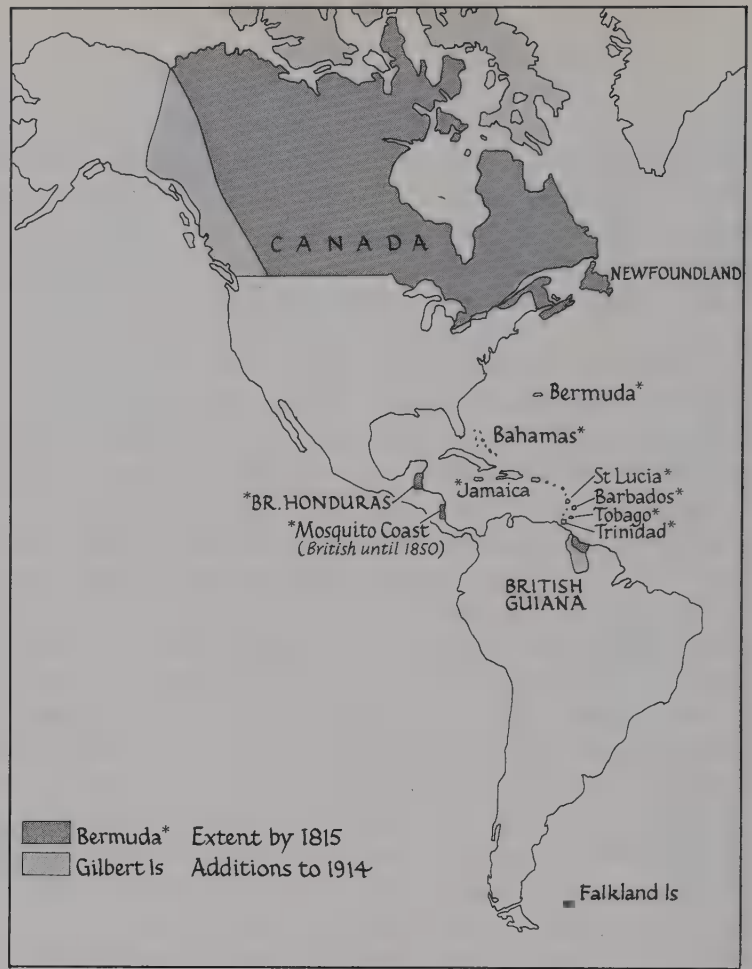 CANADA
NEWFOUNDLAND
Bermuda*
Bahamas*
*Jamaica
St Lucia*
Barbados*
Tobago*
Trinidad*
*BR. HONDURAS
*Mosquito Coast
(British until 1850)
BRITISH
GUIANA
Bermuda* Extent by 1815
Gilbert Is Additions to 1914
Falkland Is